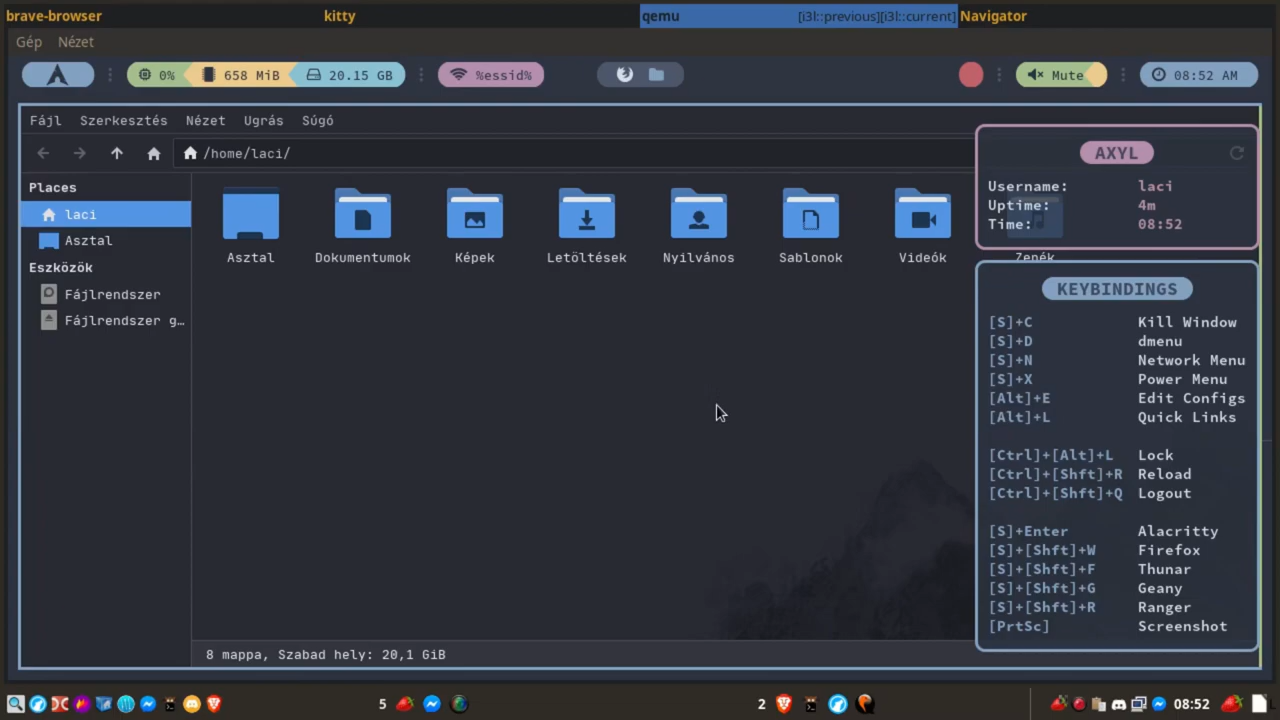 brave-browser kitty qemu [i3l::previous][i3l::current] Navigator
Gép Nézet
0% 658 MiB 20.15 GB %essid% Mute 08:52 AM
Fájl Szerkesztés Nézet Ugrás Súgó
/home/laci/
Places
laci
Asztal
Eszközök
Fájlrendszer
Fájlrendszer g…
Asztal Dokumentumok Képek Letöltések Nyilvános Sablonok Videók Zenék
8 mappa, Szabad hely: 20,1 GiB
AXYL
Username: laci
Uptime: 4m
Time: 08:52
KEYBINDINGS
[S]+C Kill Window
[S]+D dmenu
[S]+N Network Menu
[S]+X Power Menu
[Alt]+E Edit Configs
[Alt]+L Quick Links
[Ctrl]+[Alt]+L Lock
[Ctrl]+[Shft]+R Reload
[Ctrl]+[Shft]+Q Logout
[S]+Enter Alacritty
[S]+[Shft]+W Firefox
[S]+[Shft]+F Thunar
[S]+[Shft]+G Geany
[S]+[Shft]+R Ranger
[PrtSc] Screenshot
5 2 08:52